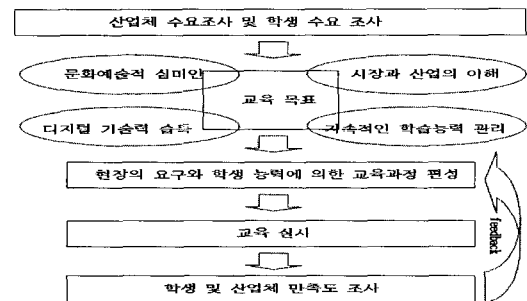 산업체 수요조사 및 학생 수요 조사
문화예술적 심미안
시장과 산업의 이해
교육 목표
디지털 기술력 습득
지속적인 학습능력 관리
현장의 요구와 학생 능력에 의한 교육과정 편성
feedback
교육 실시
학생 및 산업체 만족도 조사